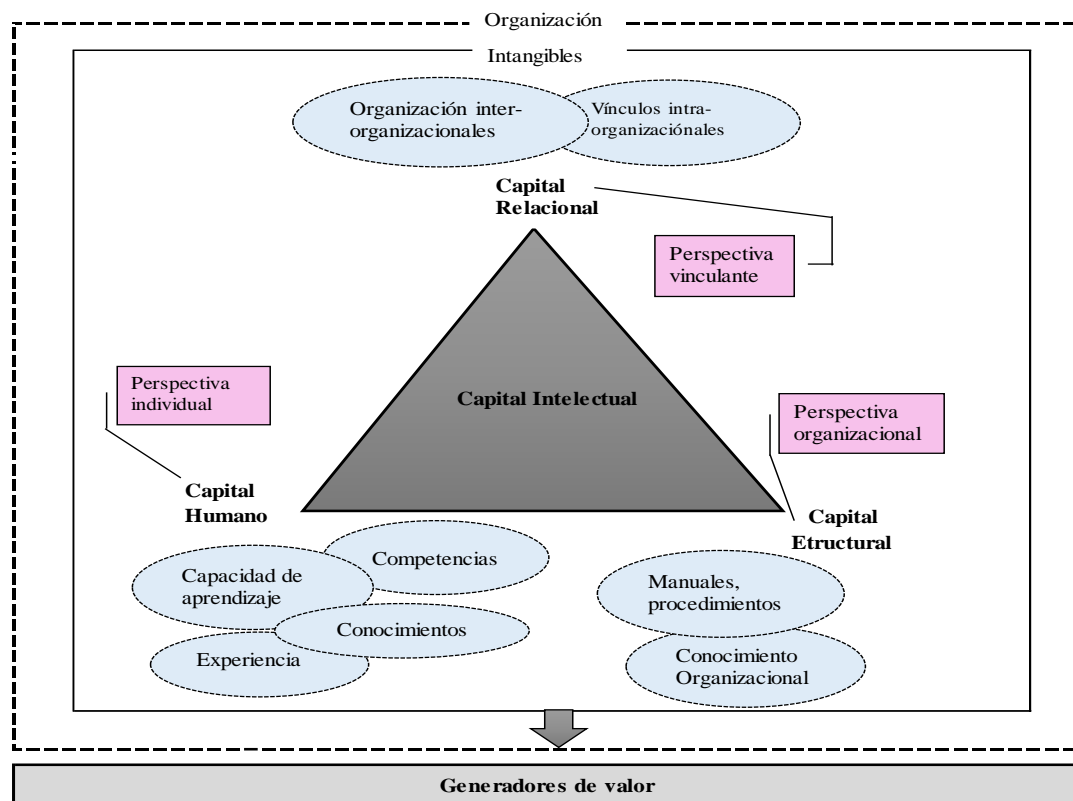 Organización
Intangibles
Organización inter-
organizacionales
Vínculos intra-
organizaciónales
Capital
Relacional
Perspectiva
vinculante
Perspectiva
individual
Capital Intelectual
Perspectiva
organizacional
Capital
Humano
Capital
Etructural
Competencias
Capacidad de
aprendizaje
Conocimientos
Experiencia
Manuales,
procedimientos
Conocimiento
Organizacional
Generadores de valor